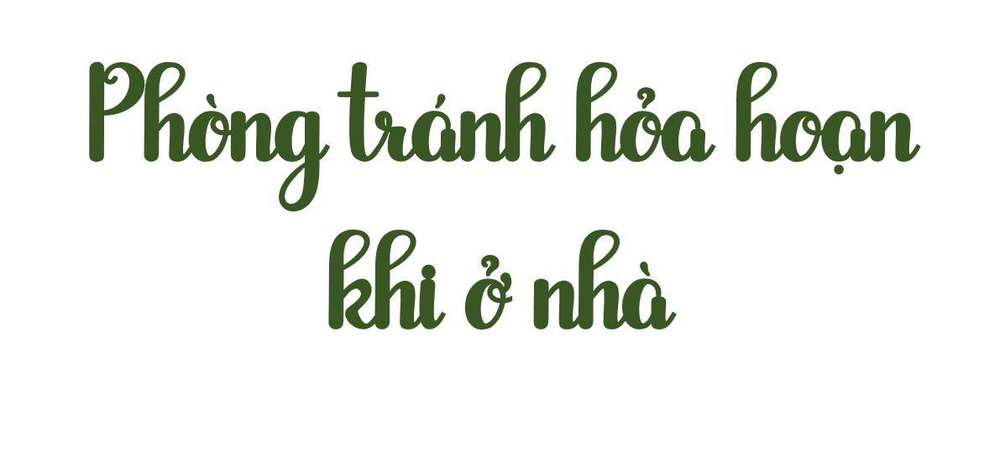 Phòng tránh hỏa hoạn
khi ở nhà